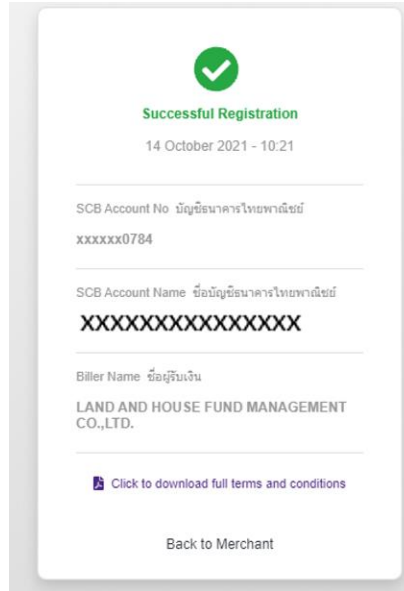 Successful Registration
14 October 2021 - 10:21
SCB Account No บัญชีธนาคารไทยพาณิชย์
xxxxxx0784
SCB Account Name ชื่อบัญชีธนาคารไทยพาณิชย์
XXXXXXXXXXXXXXX
Biller Name ชื่อผู้รับเงิน
LAND AND HOUSE FUND MANAGEMENT
CO.,LTD.
Click to download full terms and conditions
Back to Merchant